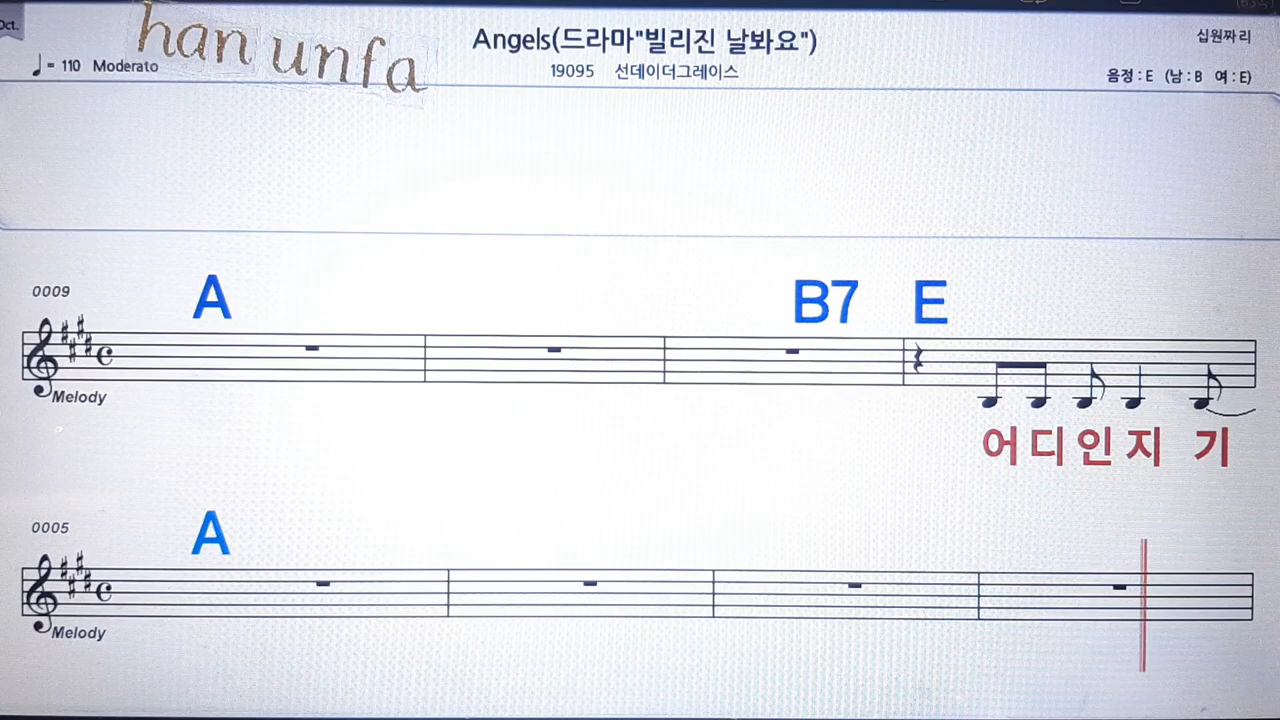 Oct.
han unfa
Angels(드라마"빌리진 날봐요")
십원짜리
♩= 110 Moderato
19095 선데이더그레이스
음정 : E (남 : B 여 : E)
0009
A B7 E
Melody
어디인지 기
0005
A
Melody